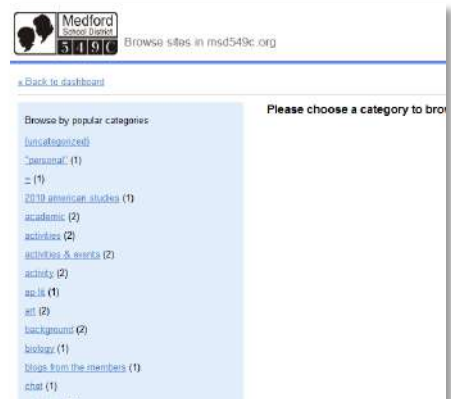 Medford
School District
549C
Browse sites in msd549c.org
« Back to dashboard
Please choose a category to brow
Browse by popular categories
(uncategorized)
"personal" (1)
= (1)
2010 american studies (1)
academic (2)
activities (2)
activities & events (2)
activity (2)
ap lit (1)
art (2)
background (2)
biology (1)
blogs from the members (1)
chat (1)